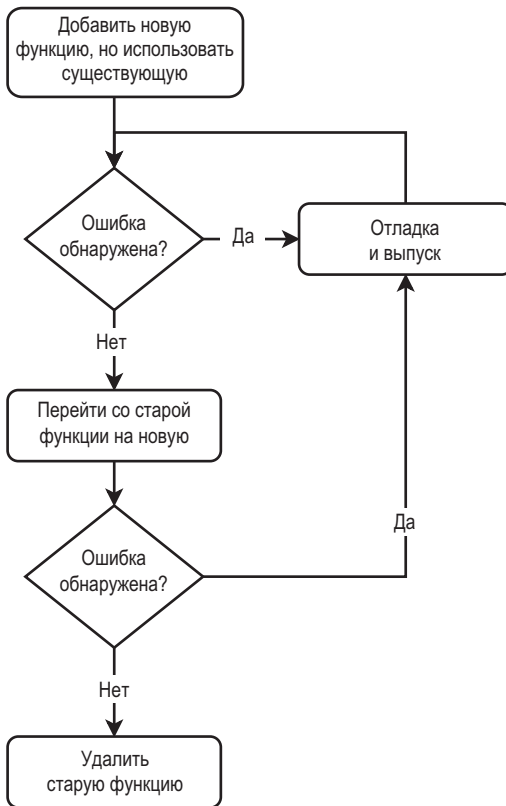 Добавить новую
функцию, но использовать
существующую
Ошибка
обнаружена?
Да
Отладка
и выпуск
Нет
Перейти со старой
функции на новую
Да
Ошибка
обнаружена?
Нет
Удалить
старую функцию